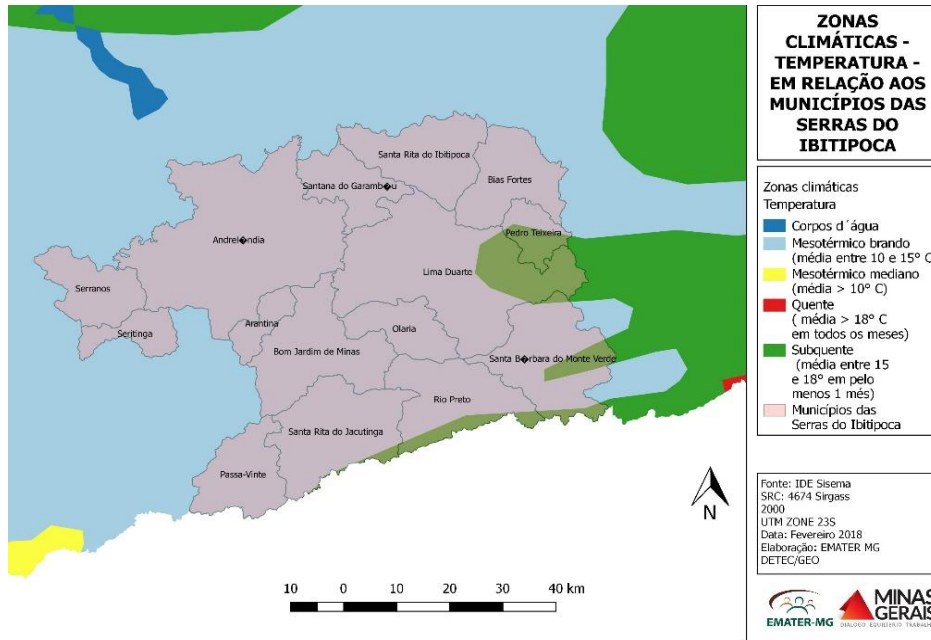 ZONAS
CLIMÁTICAS -
TEMPERATURA -
EM RELAÇÃO AOS
MUNICÍPIOS DAS
SERRAS DO
IBITIPOCA
Zonas climáticas
Temperatura
Corpos d´água
Mesotérmico brando
(média entre 10 e 15° C
Mesotérmico mediano
(média > 10° C)
Quente
( média > 18° C
em todos os meses)
Subquente
(média entre 15
e 18° em pelo
menos 1 més)
Municípios das
Serras do Ibitipoca
Santa Rita do Ibitipoca
Santana do Garamb�u
Bias Fortes
Pedro Teixeira
Andrel�ndia
Lima Duarte
Serranos
Arantina
Olaria
Seritinga
Bom Jardim de Minas
Santa B�rbara do Monte Verde
Rio Preto
Santa Rita do Jacutinga
Passa-Vinte
N
10 0 10 20 30 40 km
Fonte: IDE Sisema
SRC: 4674 Sirgass
2000
UTM ZONE 23S
Data: Fevereiro 2018
Elaboração: EMATER MG
DETEC/GEO
EMATER-MG
MINAS
GERAIS
DIÁLOGO EQUILÍBRIO TRABALH